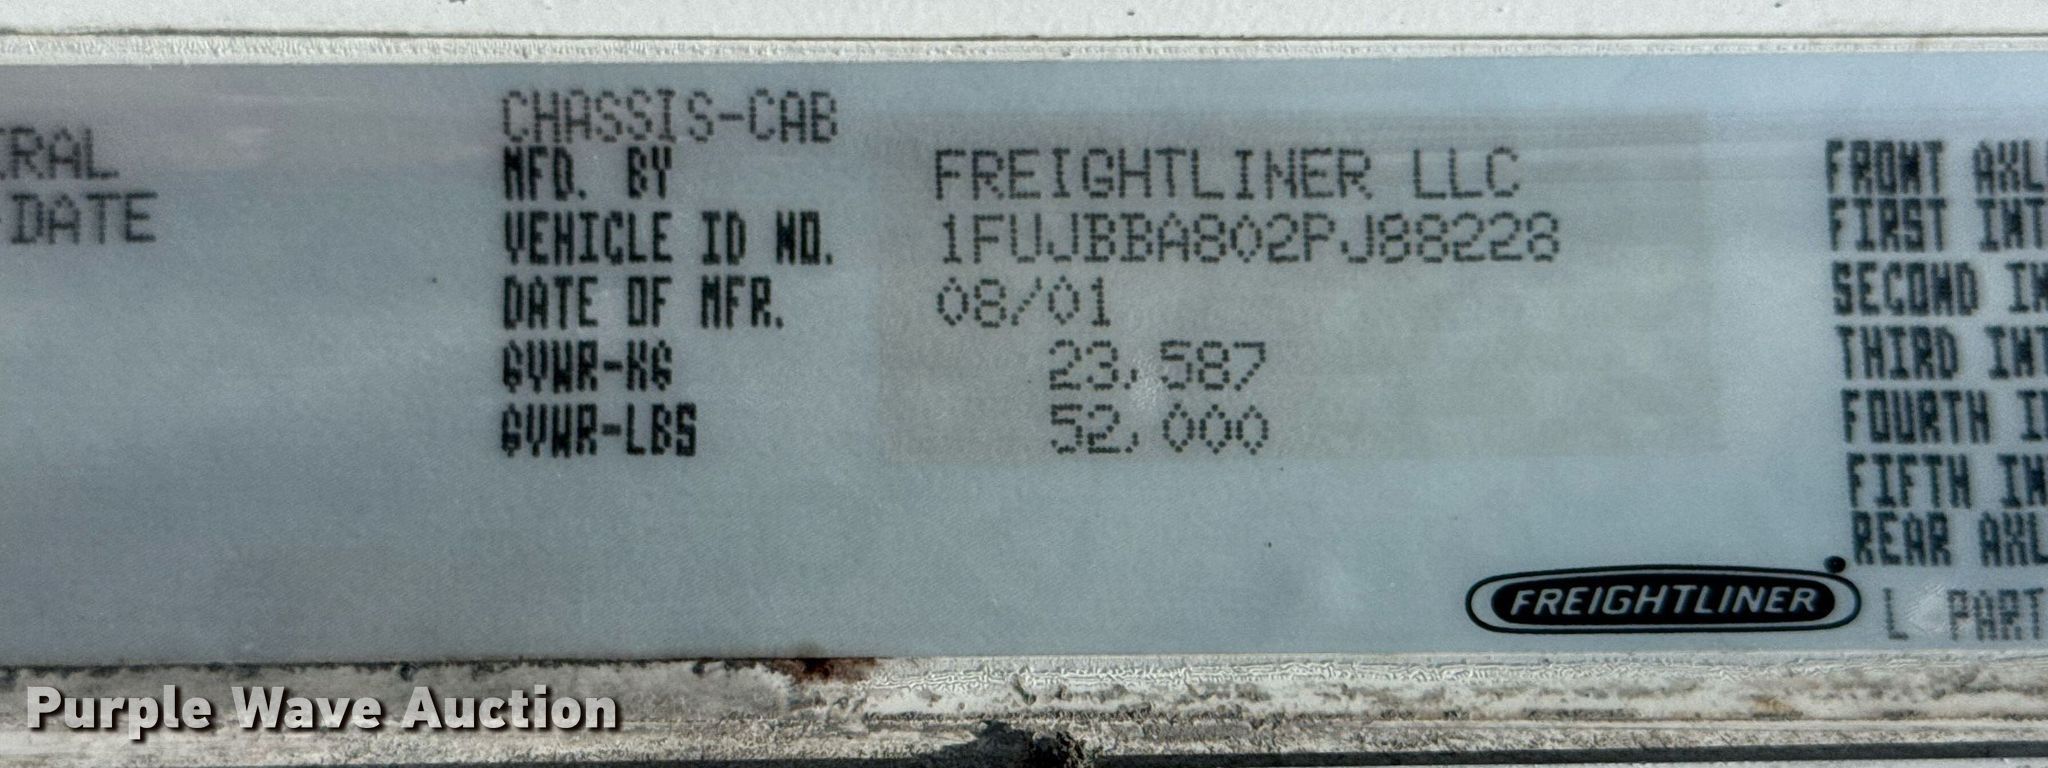 RAL
-DATE
CHASSIS-CAB
MFD. BY FREIGHTLINER LLC
VEHICLE ID NO. 1FUJBBA802PJ88228
DATE OF MFR. 08/01
GVWR-KG 23,587
GVWR-LBS 52,000
FRONT AXL
FIRST INT
SECOND IN
THIRD INT
FOURTH I
FIFTH IN
REAR AXL
FREIGHTLINER
L PART
Purple Wave Auction